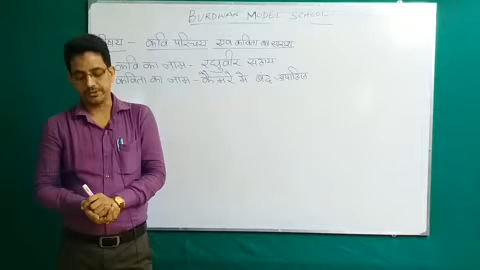 BURDWAN MODEL SCHOOL
विषय - कवि परिचय एवं कविता का सारांश
कवि का नाम - रघुवीर सहाय
कविता का नाम - कैमरे में बंद अपाहिज